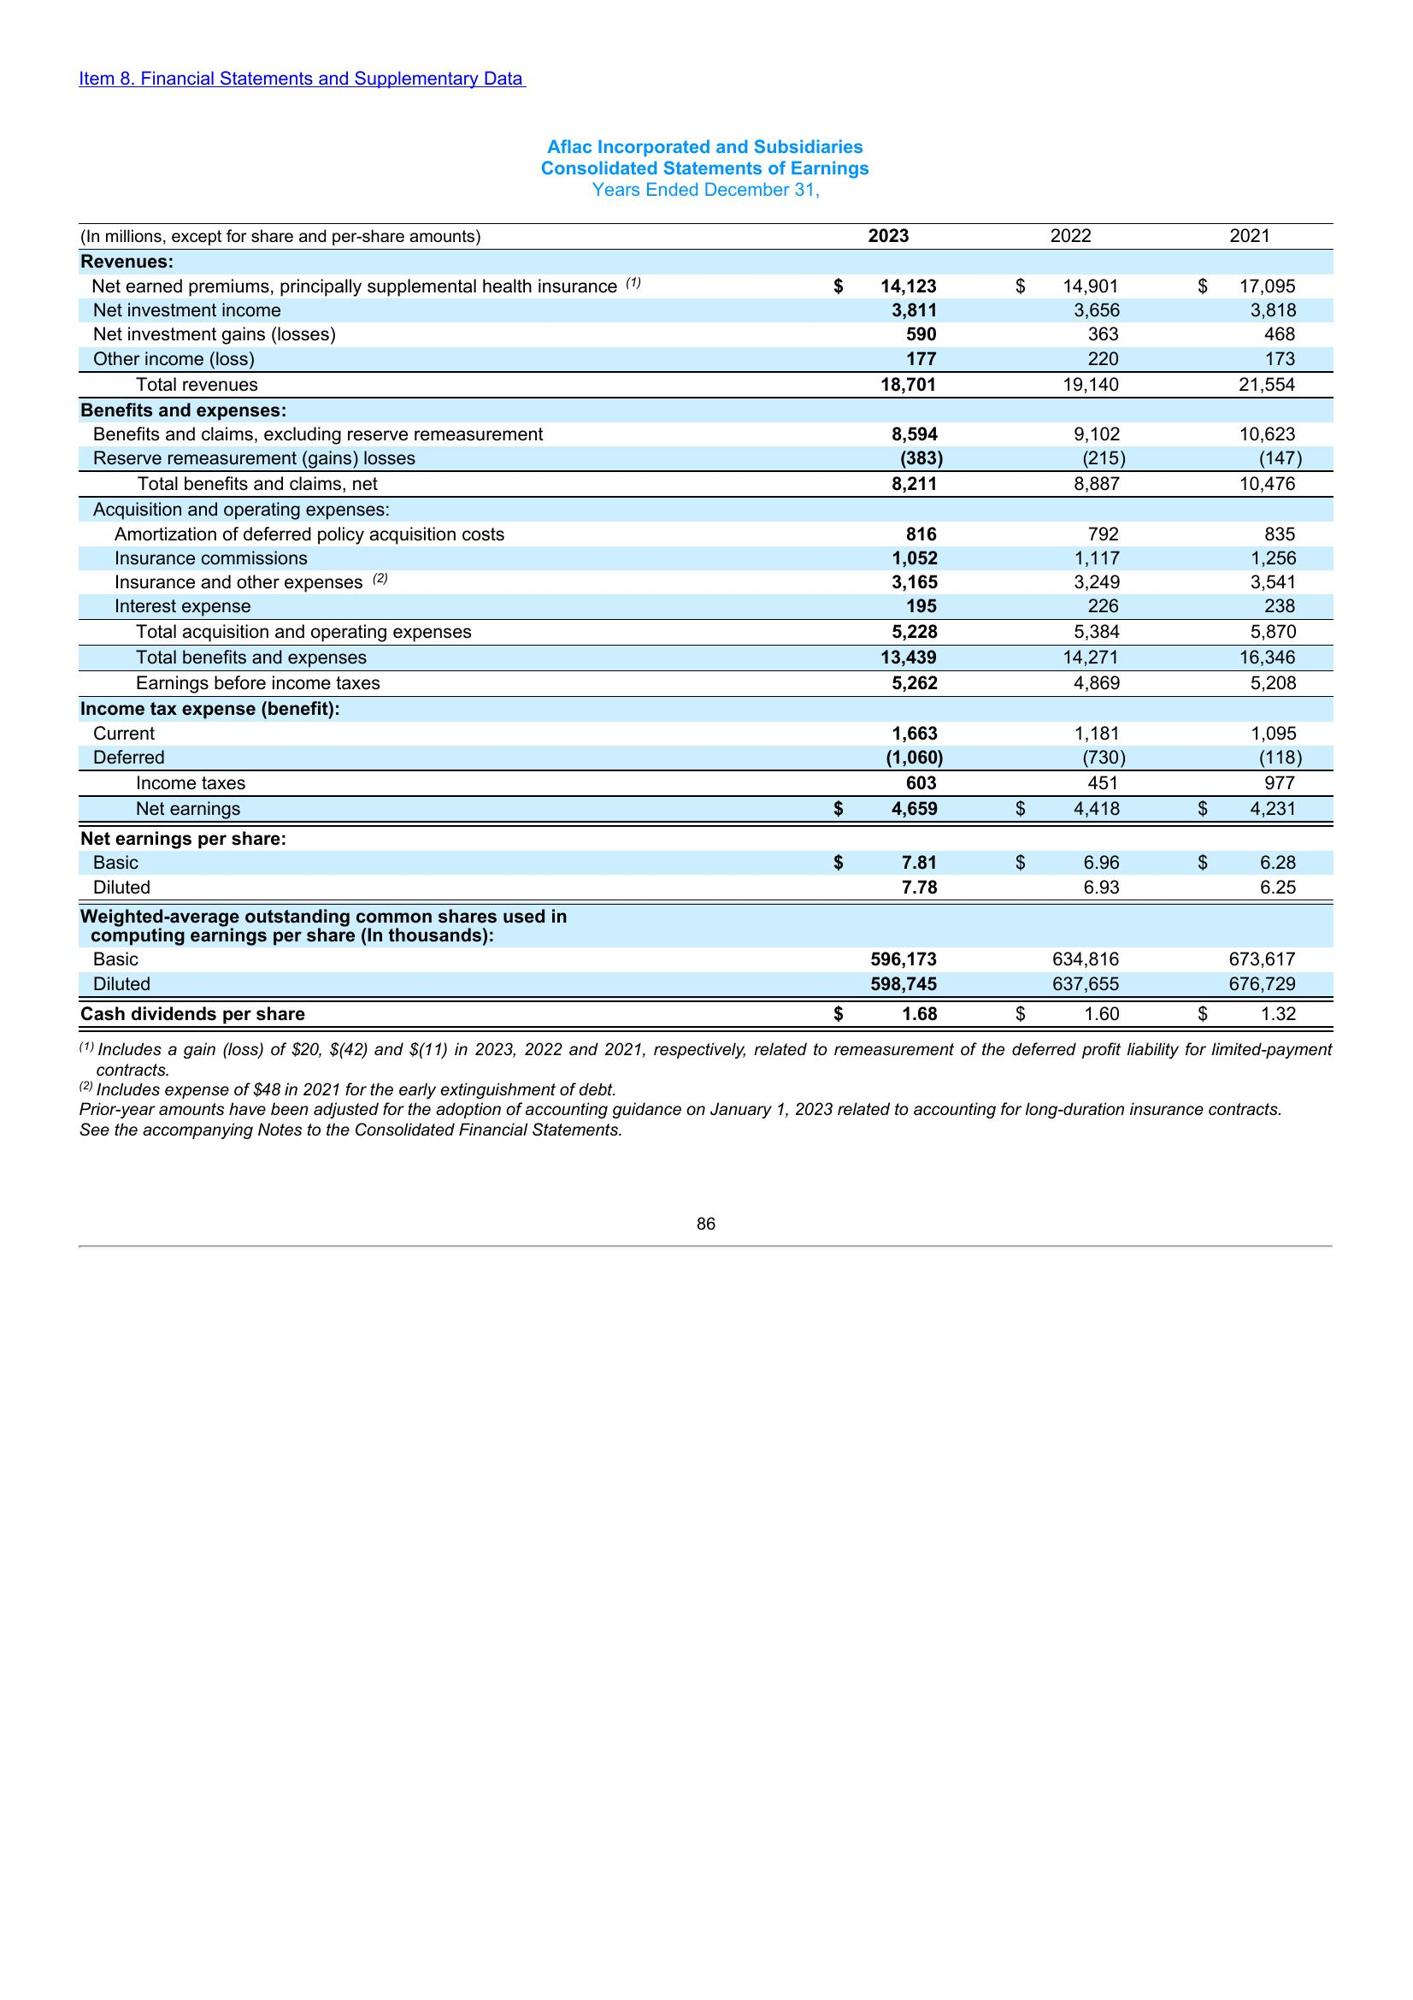 Item 8. Financial Statements and Supplementary Data
Aflac Incorporated and Subsidiaries
Consolidated Statements of Earnings
Years Ended December 31,
(In millions, except for share and per-share amounts) 2023 2022 2021
Revenues:
Net earned premiums, principally supplemental health insurance (1) $ 14,123 $ 14,901 $ 17,095
Net investment income 3,811 3,656 3,818
Net investment gains (losses) 590 363 468
Other income (loss) 177 220 173
Total revenues 18,701 19,140 21,554
Benefits and expenses:
Benefits and claims, excluding reserve remeasurement 8,594 9,102 10,623
Reserve remeasurement (gains) losses (383) (215) (147)
Total benefits and claims, net 8,211 8,887 10,476
Acquisition and operating expenses:
Amortization of deferred policy acquisition costs 816 792 835
Insurance commissions 1,052 1,117 1,256
Insurance and other expenses (2) 3,165 3,249 3,541
Interest expense 195 226 238
Total acquisition and operating expenses 5,228 5,384 5,870
Total benefits and expenses 13,439 14,271 16,346
Earnings before income taxes 5,262 4,869 5,208
Income tax expense (benefit):
Current 1,663 1,181 1,095
Deferred (1,060) (730) (118)
Income taxes 603 451 977
Net earnings $ 4,659 $ 4,418 $ 4,231
Net earnings per share:
Basic $ 7.81 $ 6.96 $ 6.28
Diluted 7.78 6.93 6.25
Weighted-average outstanding common shares used in
computing earnings per share (In thousands):
Basic 596,173 634,816 673,617
Diluted 598,745 637,655 676,729
Cash dividends per share $ 1.68 $ 1.60 $ 1.32
(1) Includes a gain (loss) of $20, $(42) and $(11) in 2023, 2022 and 2021, respectively, related to remeasurement of the deferred profit liability for limited-payment
contracts.
(2) Includes expense of $48 in 2021 for the early extinguishment of debt.
Prior-year amounts have been adjusted for the adoption of accounting guidance on January 1, 2023 related to accounting for long-duration insurance contracts.
See the accompanying Notes to the Consolidated Financial Statements.
86